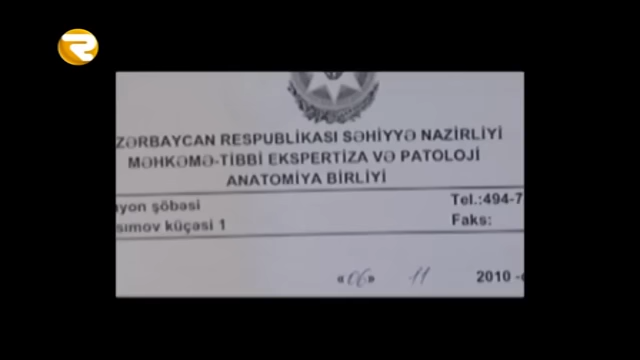 ZƏRBAYCAN RESPUBLİKASI SƏHİYYƏ NAZİRLİYİ
MƏHKƏMƏ-TİBBİ EKSPERTİZA VƏ PATOLOJİ
ANATOMİYA BİRLİYİ
yon şöbəsi Tel.:494-7
sımov küçəsi 1 Faks:
«06» 11 2010 -